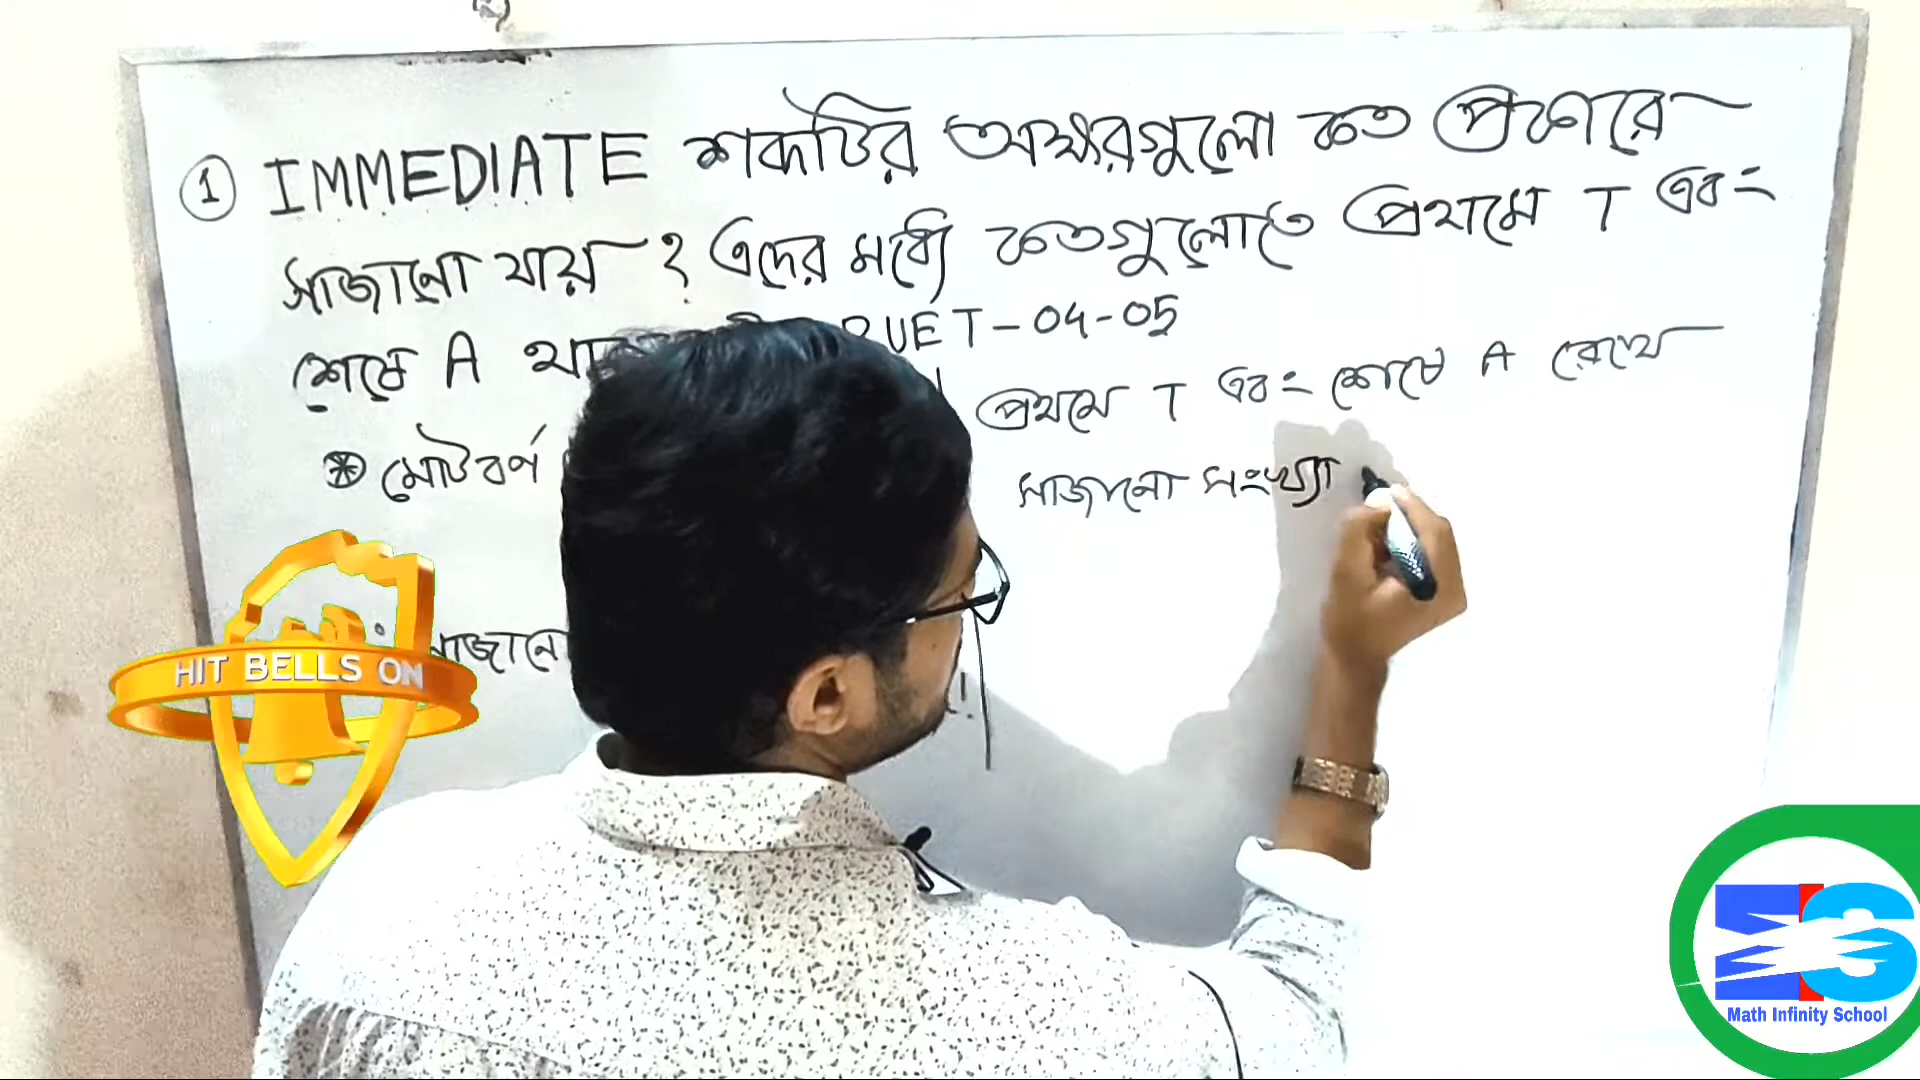 ① IMMEDIATE শব্দটির অক্ষরগুলো কত প্রকারে
সাজানো যায়? এদের মধ্যে কতগুলোতে প্রথমে T এবং
শেষে A RUET-04-05
মোটবর্ণ
সাজানো
প্রথমে T এবং শেষে A রেখে
সাজানো সংখ্যা
HIT BELLS ON
Math Infinity School